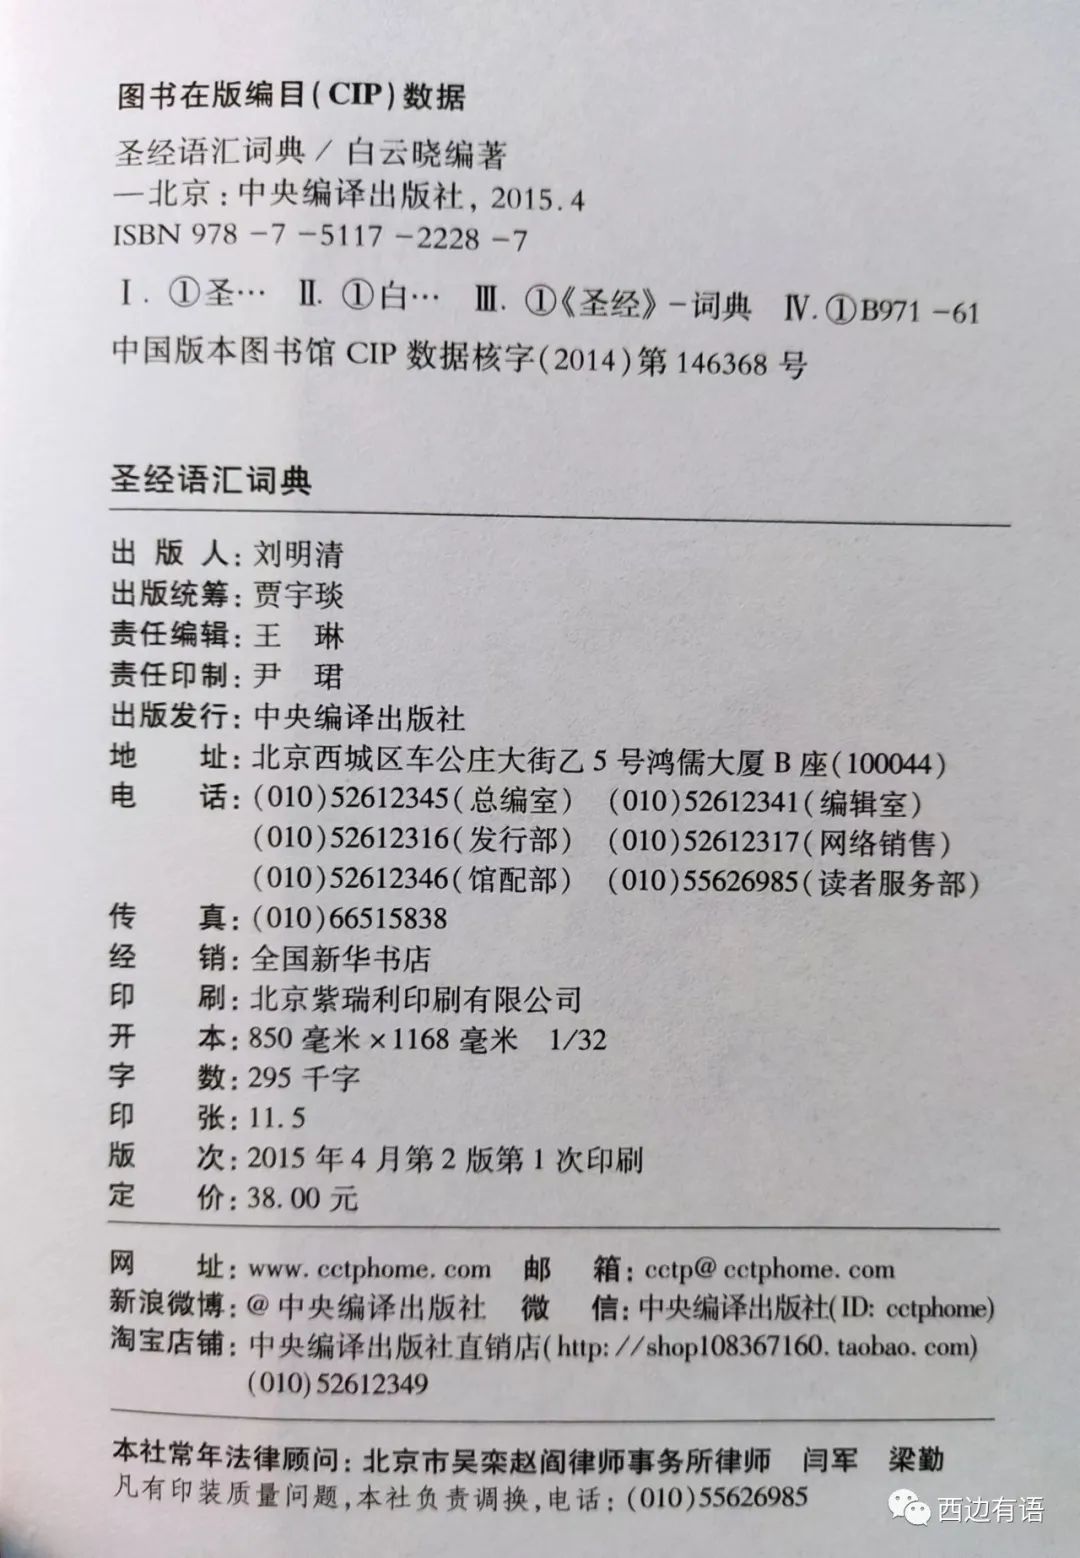 图书在版编目(CIP)数据
圣经语汇词典 / 白云晓编著
—北京:中央编译出版社, 2015.4
ISBN 978 -7 -5117 -2228 -7
Ⅰ. ①圣… Ⅱ. ①白… Ⅲ. ①《圣经》-词典 Ⅳ. ①B971 -61
中国版本图书馆 CIP 数据核字(2014)第 146368 号
圣经语汇词典
出 版 人: 刘明清
出版统筹: 贾宇琰
责任编辑: 王 琳
责任印制: 尹 珺
出版发行: 中央编译出版社
地 址: 北京西城区车公庄大街乙 5 号鸿儒大厦 B 座(100044)
电 话: (010)52612345(总编室) (010)52612341(编辑室)
(010)52612316(发行部) (010)52612317(网络销售)
(010)52612346(馆配部) (010)55626985(读者服务部)
传 真: (010)66515838
经 销: 全国新华书店
印 刷: 北京紫瑞利印刷有限公司
开 本: 850 毫米×1168 毫米 1/32
字 数: 295 千字
印 张: 11.5
版 次: 2015 年 4 月第 2 版第 1 次印刷
定 价: 38.00 元
网 址: www.cctphome.com 邮 箱: cctp@cctphome.com
新浪微博: @中央编译出版社 微 信: 中央编译出版社(ID: cctphome)
淘宝店铺: 中央编译出版社直销店(http://shop108367160.taobao.com)
(010)52612349
本社常年法律顾问: 北京市吴栾赵阎律师事务所律师 闫军 梁勤
凡有印装质量问题,本社负责调换,电话: (010)55626985
西边有语